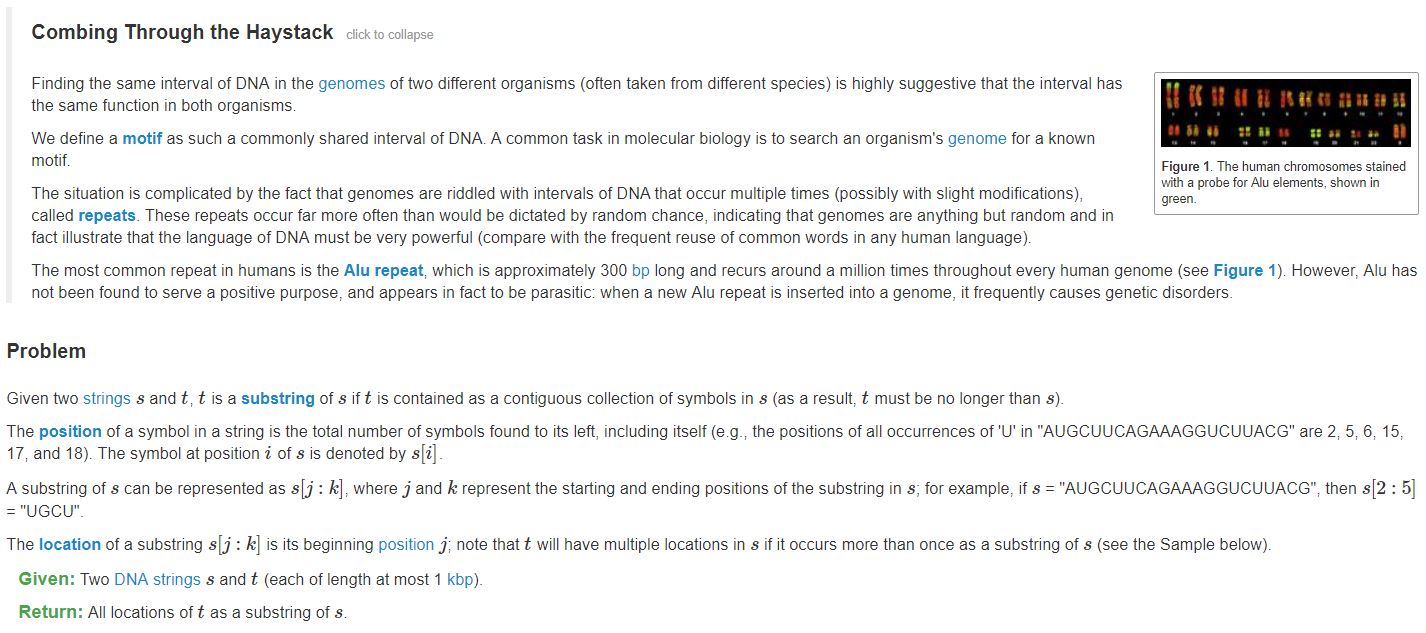 Combing Through the Haystack click to collapse
Finding the same interval of DNA in the genomes of two different organisms (often taken from different species) is highly suggestive that the interval has
the same function in both organisms.
We define a motif as such a commonly shared interval of DNA. A common task in molecular biology is to search an organism's genome for a known
motif.
The situation is complicated by the fact that genomes are riddled with intervals of DNA that occur multiple times (possibly with slight modifications),
called repeats. These repeats occur far more often than would be dictated by random chance, indicating that genomes are anything but random and in
fact illustrate that the language of DNA must be very powerful (compare with the frequent reuse of common words in any human language).
The most common repeat in humans is the Alu repeat, which is approximately 300 bp long and recurs around a million times throughout every human genome (see Figure 1). However, Alu has
not been found to serve a positive purpose, and appears in fact to be parasitic: when a new Alu repeat is inserted into a genome, it frequently causes genetic disorders.
Figure 1. The human chromosomes stained
with a probe for Alu elements, shown in
green.
Problem
Given two strings s and t, t is a substring of s if t is contained as a contiguous collection of symbols in s (as a result, t must be no longer than s).
The position of a symbol in a string is the total number of symbols found to its left, including itself (e.g., the positions of all occurrences of 'U' in "AUGCUUCAGAAAGGUCUUACG" are 2, 5, 6, 15,
17, and 18). The symbol at position i of s is denoted by s[i].
A substring of s can be represented as s[j : k], where j and k represent the starting and ending positions of the substring in s; for example, if s = "AUGCUUCAGAAAGGUCUUACG", then s[2 : 5]
= "UGCU".
The location of a substring s[j : k] is its beginning position j; note that t will have multiple locations in s if it occurs more than once as a substring of s (see the Sample below).
Given: Two DNA strings s and t (each of length at most 1 kbp).
Return: All locations of t as a substring of s.